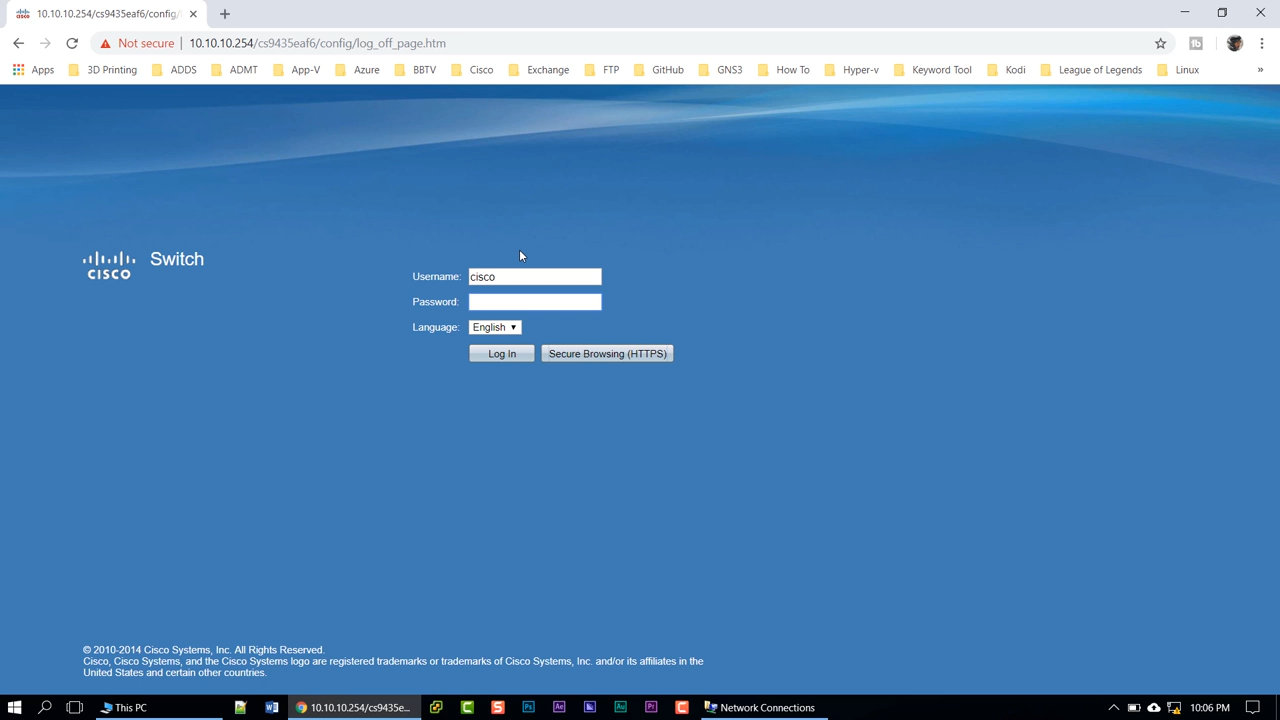 10.10.10.254/cs9435eaf6/config/
Not secure 10.10.10.254/cs9435eaf6/config/log_off_page.htm
Apps 3D Printing ADDS ADMT App-V Azure BBTV Cisco Exchange FTP GitHub GNS3 How To Hyper-v Keyword Tool Kodi League of Legends Linux »
CISCO Switch
Username: cisco
Password:
Language: English
Log In Secure Browsing (HTTPS)
© 2010-2014 Cisco Systems, Inc. All Rights Reserved.
Cisco, Cisco Systems, and the Cisco Systems logo are registered trademarks or trademarks of Cisco Systems, Inc. and/or its affiliates in the
United States and certain other countries.
This PC 10.10.10.254/cs9435e... Ps Ae Au Pr Network Connections 10:06 PM